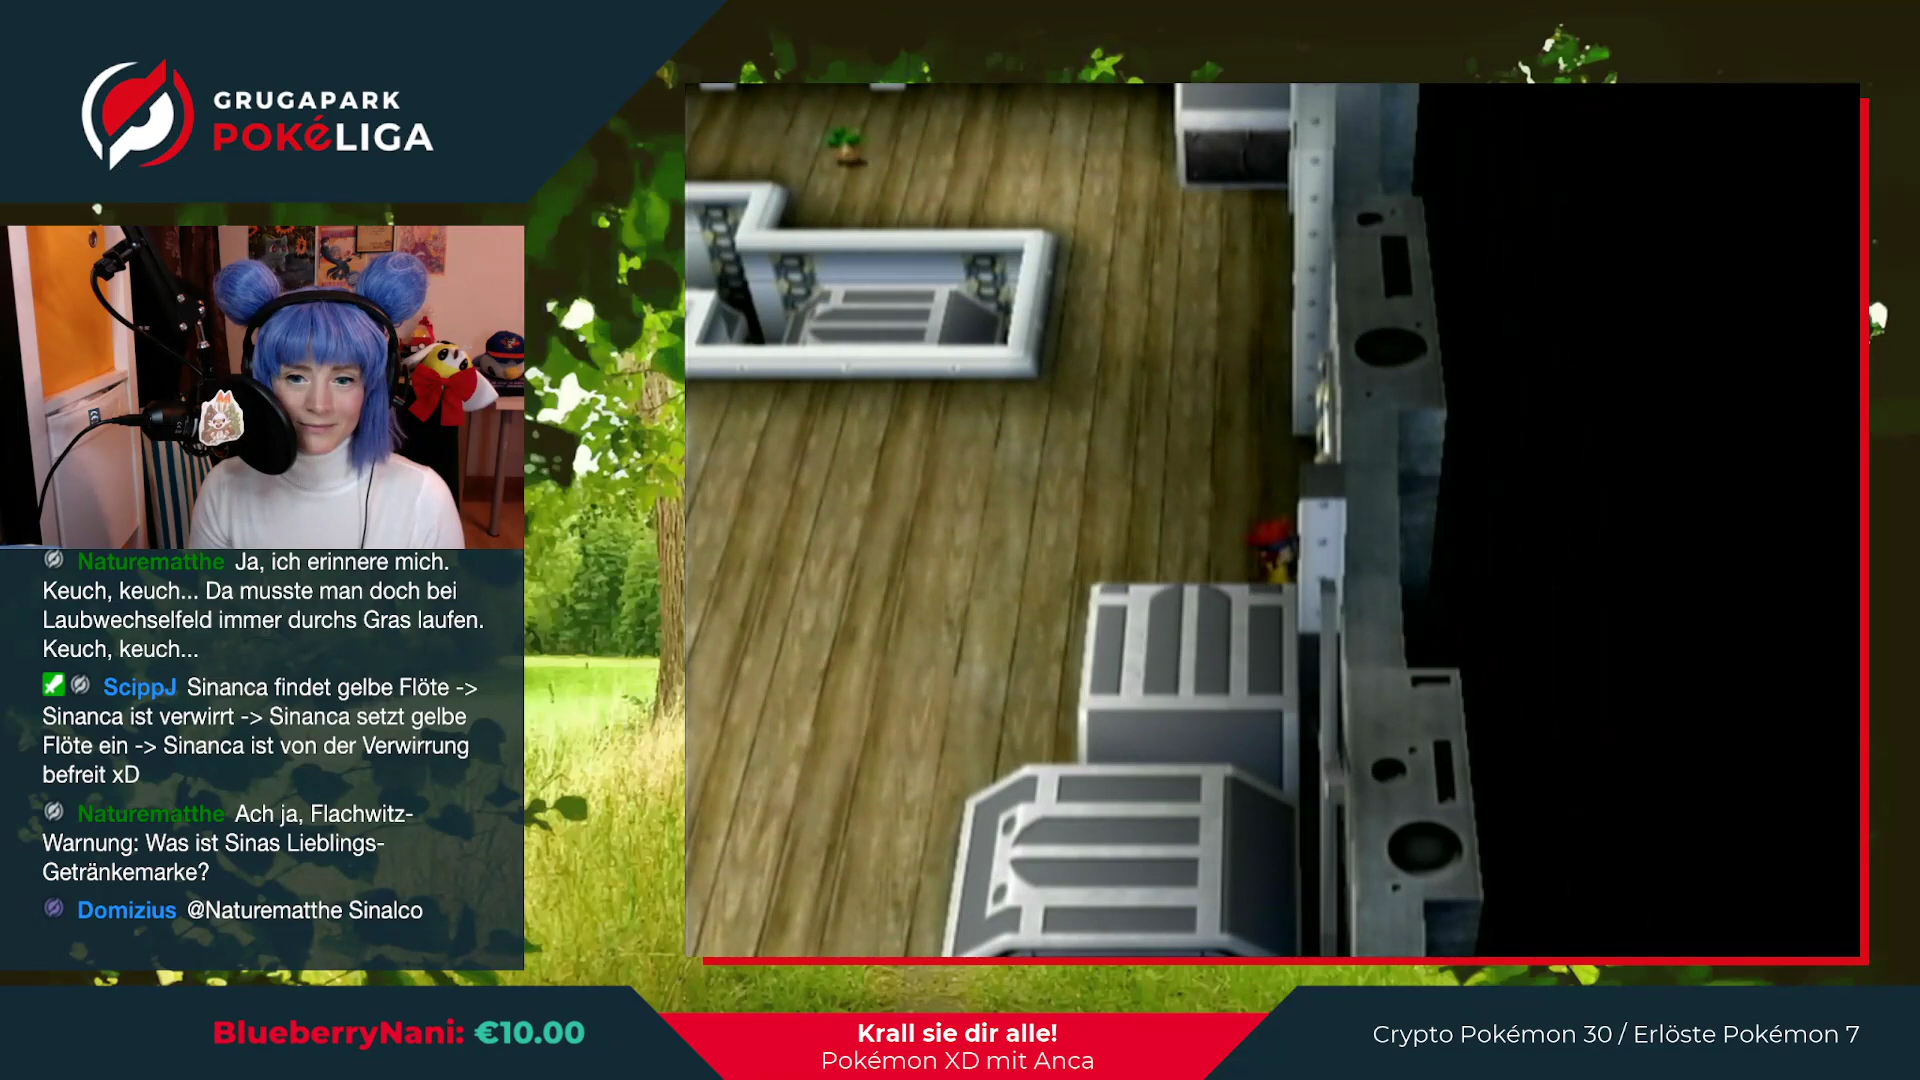 GRUGAPARK
POKéLIGA
Naturematthe Ja, ich erinnere mich.
Keuch, keuch... Da musste man doch bei
Laubwechselfeld immer durchs Gras laufen.
Keuch, keuch...
ScippJ Sinanca findet gelbe Flöte ->
Sinanca ist verwirrt -> Sinanca setzt gelbe
Flöte ein -> Sinanca ist von der Verwirrung
befreit xD
Naturematthe Ach ja, Flachwitz-
Warnung: Was ist Sinas Lieblings-
Getränkemarke?
Domizius @Naturematthe Sinalco
BlueberryNani: €10.00
Krall sie dir alle!
Pokémon XD mit Anca
Crypto Pokémon 30 / Erlöste Pokémon 7